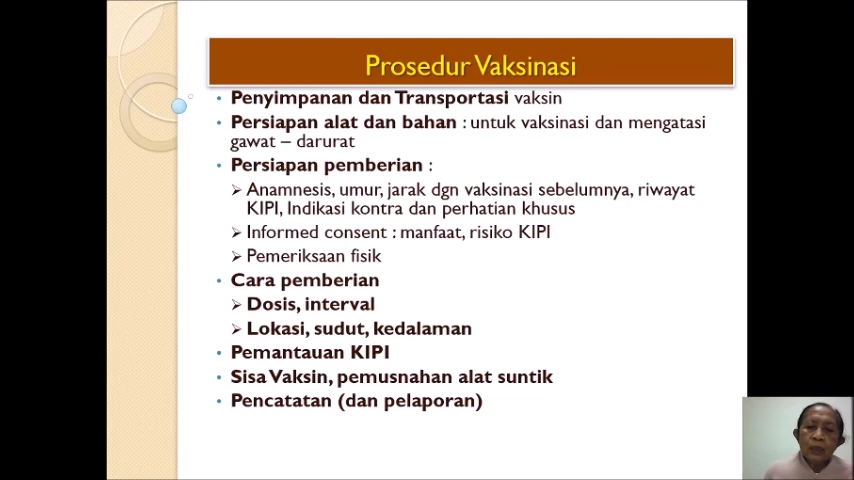 Prosedur Vaksinasi
• Penyimpanan dan Transportasi vaksin
• Persiapan alat dan bahan : untuk vaksinasi dan mengatasi
gawat – darurat
• Persiapan pemberian :
➢ Anamnesis, umur, jarak dgn vaksinasi sebelumnya, riwayat
KIPI, Indikasi kontra dan perhatian khusus
➢ Informed consent : manfaat, risiko KIPI
➢ Pemeriksaan fisik
• Cara pemberian
➢ Dosis, interval
➢ Lokasi, sudut, kedalaman
• Pemantauan KIPI
• Sisa Vaksin, pemusnahan alat suntik
• Pencatatan (dan pelaporan)